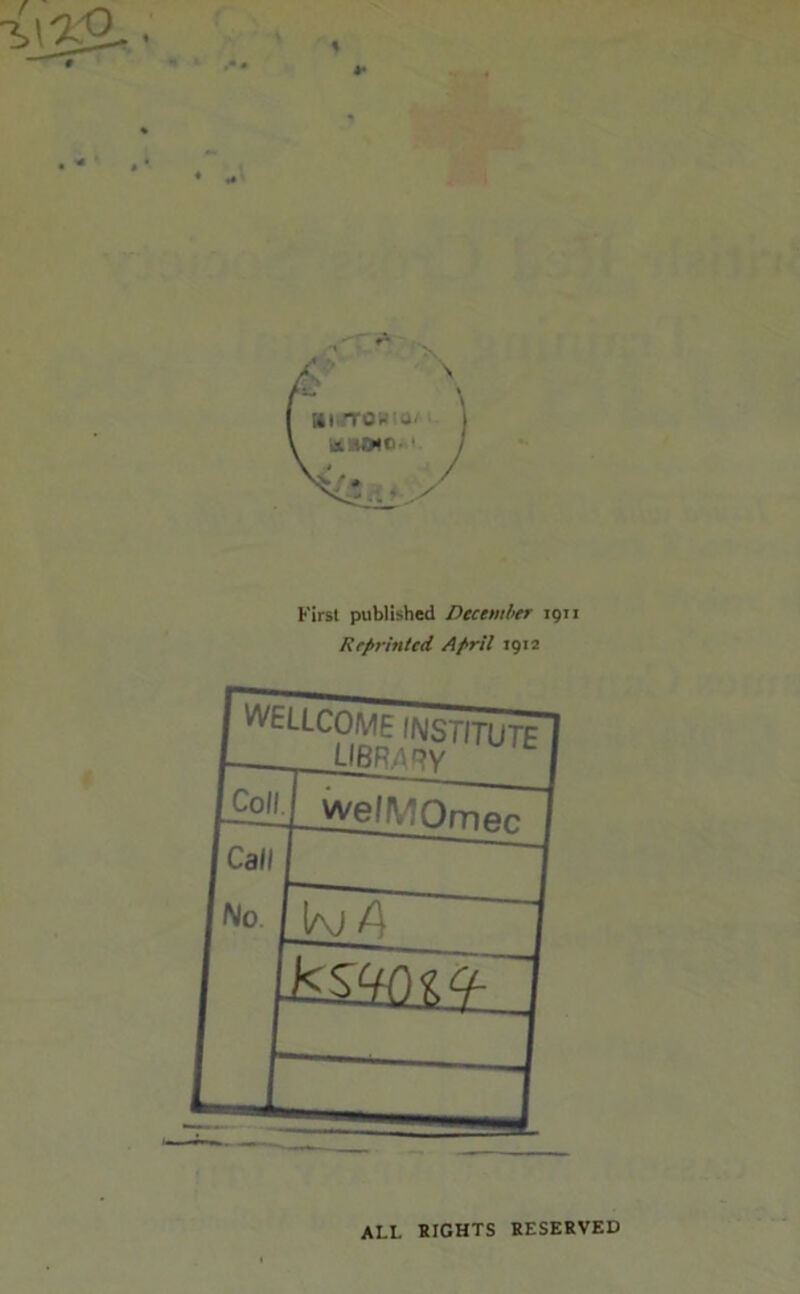 First published December 1911
Reprinted April 1912
WELLCOME INSTITUTE
LIBRARY
Coll. welMOmec
Call
No. WA
ALL RIGHTS RESERVED